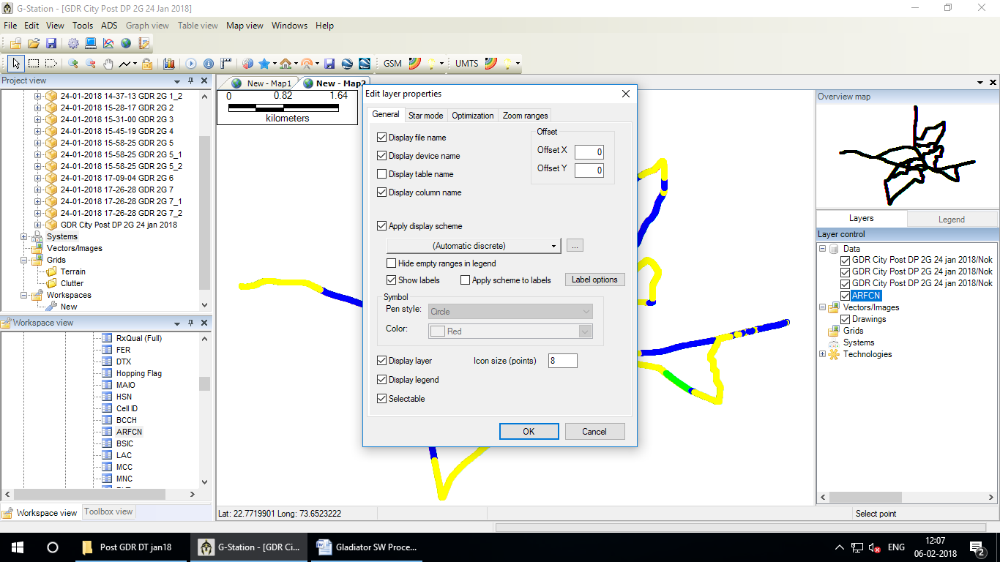 G-Station - [GDR City Post DP 2G 24 Jan 2018]
File Edit View Tools ADS Graph view Table view Map view Windows Help
GSM UMTS
Project view
24-01-2018 14-37-13 GDR 2G 1_2
24-01-2018 15-28-17 GDR 2G 2
24-01-2018 15-31-00 GDR 2G 3
24-01-2018 15-45-19 GDR 2G 4
24-01-2018 15-58-25 GDR 2G 5
24-01-2018 15-58-25 GDR 2G 5_1
24-01-2018 15-58-25 GDR 2G 5_2
24-01-2018 17-09-04 GDR 2G 6
24-01-2018 17-26-28 GDR 2G 7
24-01-2018 17-26-28 GDR 2G 7_1
24-01-2018 17-26-28 GDR 2G 7_2
GDR City Post DP 2G 24 jan 2018
Systems
Vectors/Images
Grids
Terrain
Clutter
Workspaces
New
Workspace view
RxQual (Full)
FER
DTX
Hopping Flag
MAIO
HSN
Cell ID
BCCH
ARFCN
BSIC
LAC
MCC
MNC
Workspace view Toolbox view
New - Map1 New - Map2
0 0.82 1.64
kilometers
Edit layer properties
General Star mode Optimization Zoom ranges
Display file name
Display device name
Display table name
Display column name
Offset
Offset X 0
Offset Y 0
Apply display scheme
(Automatic discrete) ...
Hide empty ranges in legend
Show labels Apply scheme to labels Label options
Symbol
Pen style: Circle
Color: Red
Display layer Icon size (points) 8
Display legend
Selectable
OK Cancel
Overview map
Layers Legend
Layer control
Data
GDR City Post DP 2G 24 jan 2018/Nok
GDR City Post DP 2G 24 jan 2018/Nok
GDR City Post DP 2G 24 jan 2018/Nok
ARFCN
Vectors/Images
Drawings
Grids
Systems
Technologies
Lat: 22.7719901 Long: 73.6523222
Select point
Post GDR DT jan18 G-Station - [GDR Ci... Gladiator SW Proce...
ENG
12:07
06-02-2018
2